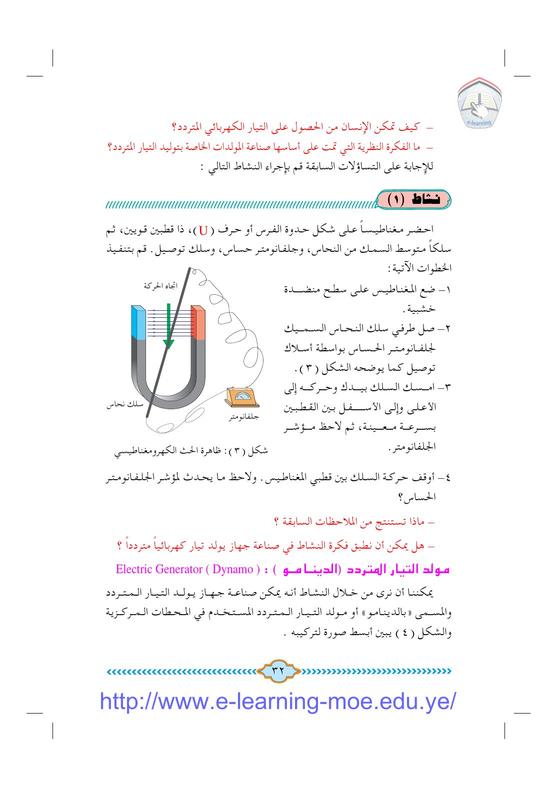 e-learning
– كيف تمكن الإنسان من الحصول على التيار الكهربائي المتردد؟
– ما الفكرة النظرية التي تمت على أساسها صناعة المولدات الخاصة بتوليد التيار المتردد؟
للإجابة على التساؤلات السابقة قم بإجراء النشاط التالي :
نشاط (١)
احضر مغناطيساً على شكل حدوة الفرس أو حرف ( U )، ذا قطبين قويين، ثم
سلكاً متوسط السمك من النحاس، وجلفانومتر حساس، وسلك توصيل. قم بتنفيذ
الخطوات الآتية:
١– ضع المغناطيس على سطح منضدة
خشبية.
٢– صل طرفي سلك النحاس السميك
لجلفانومتر الحساس بواسطة أسلاك
توصيل كما يوضحه الشكل (٣).
٣– امسك السلك بيدك وحركه إلى
الأعلى وإلى الأسفل بين القطبين
بسرعة معينة، ثم لاحظ مؤشر
الجلفانومتر.
اتجاه الحركة
سلك نحاس
جلفانومتر
شكل (٣): ظاهرة الحث الكهرومغناطيسي
٤– أوقف حركة السلك بين قطبي المغناطيس. ولاحظ ما يحدث لمؤشر الجلفانومتر
الحساس؟
– ماذا تستنتج من الملاحظات السابقة ؟
– هل يمكن أن نطبق فكرة النشاط في صناعة جهاز يولد تيار كهربائياً متردداً ؟
مولد التيار المتردد (الدينامو ) : Electric Generator ( Dynamo )
يمكننا أن نرى من خلال النشاط أنه يمكن صناعة جهاز يولد التيار المتردد
والمسمى «بالدينامو» أو مولد التيار المتردد المستخدم في المحطات المركزية
والشكل (٤) يبين أبسط صورة لتركيبه .
٣٢
http://www.e-learning-moe.edu.ye/